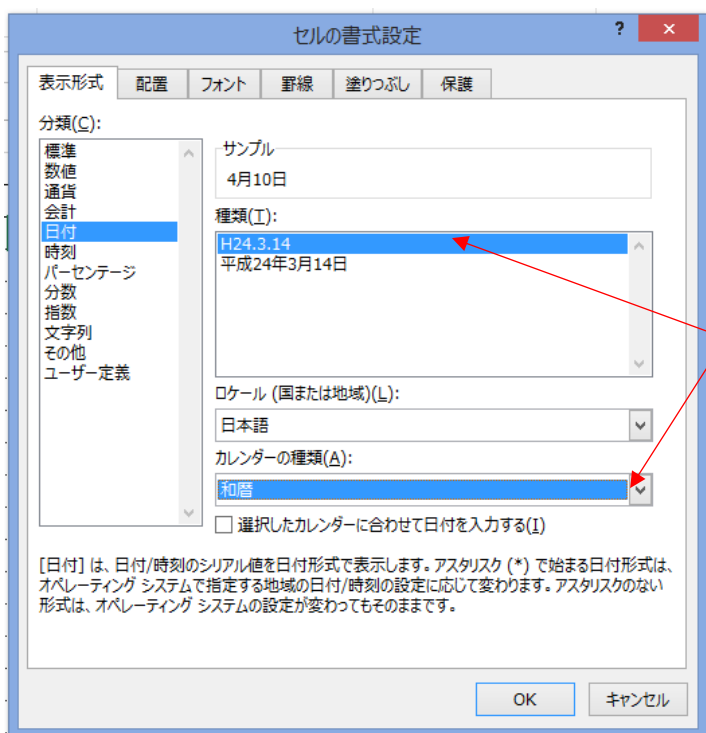 セルの書式設定
?
×
表示形式 配置 フォント 罫線 塗りつぶし 保護
分類(C):
標準
数値
通貨
会計
日付
時刻
パーセンテージ
分数
指数
文字列
その他
ユーザー定義
サンプル
4月10日
種類(T):
H24.3.14
平成24年3月14日
ロケール (国または地域)(L):
日本語
カレンダーの種類(A):
和暦
選択したカレンダーに合わせて日付を入力する(I)
[日付] は、日付/時刻のシリアル値を日付形式で表示します。アスタリスク (*) で始まる日付形式は、
オペレーティング システムで指定する地域の日付/時刻の設定に応じて変わります。アスタリスクのない
形式は、オペレーティング システムの設定が変わってもそのままです。
OK キャンセル